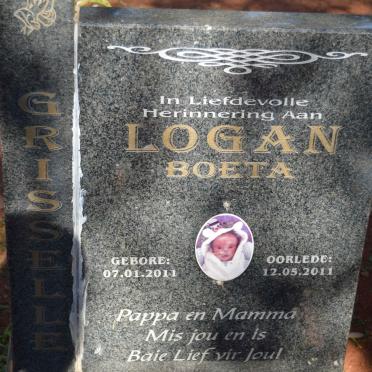 GRISSELLE
In Liefdevolle
Herinnering Aan
LOGAN
BOETA
GEBORE:
07.01.2011
OORLEDE:
12.05.2011
Pappa en Mamma
Mis jou en is
Baie Lief vir Jou!